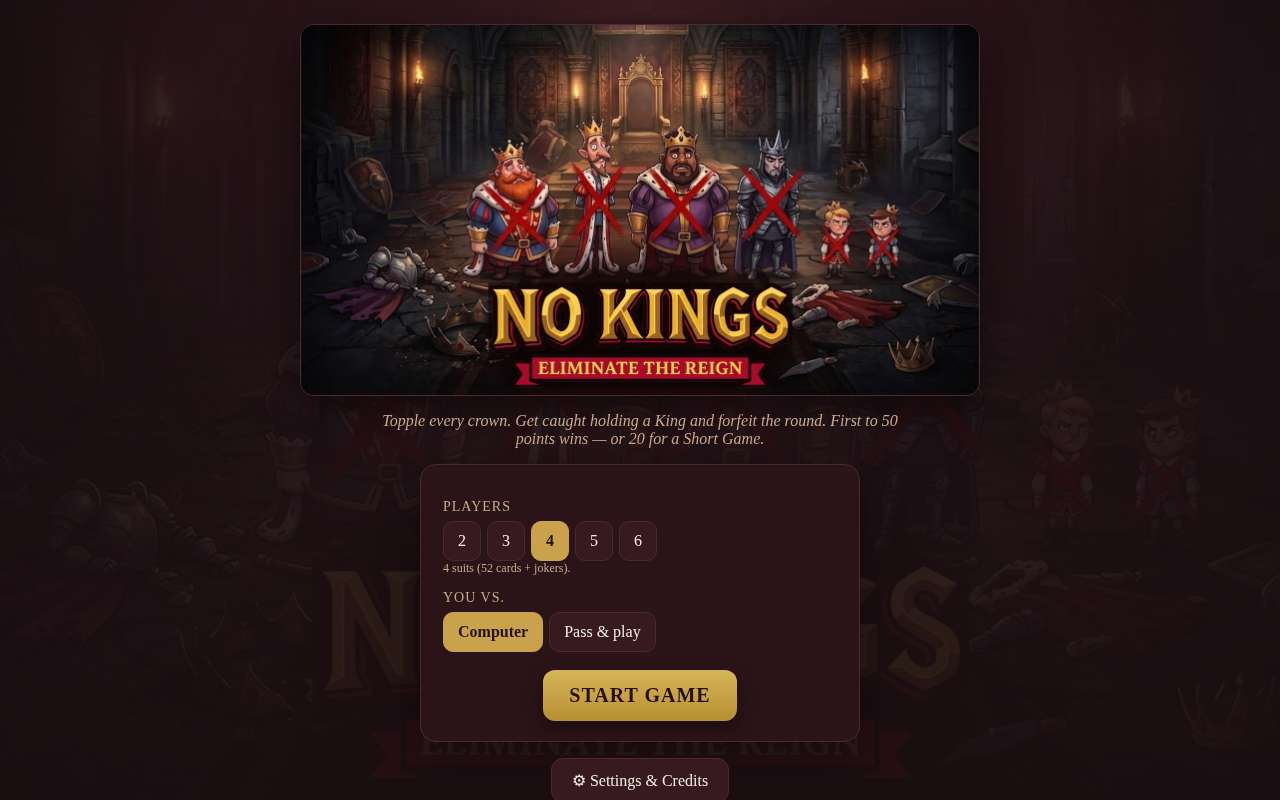 NO KINGS
ELIMINATE THE REIGN
Topple every crown. Get caught holding a King and forfeit the round. First to 50
points wins — or 20 for a Short Game.
PLAYERS
2 3 4 5 6
4 suits (52 cards + jokers).
YOU VS.
Computer Pass & play
START GAME
⚙ Settings & Credits